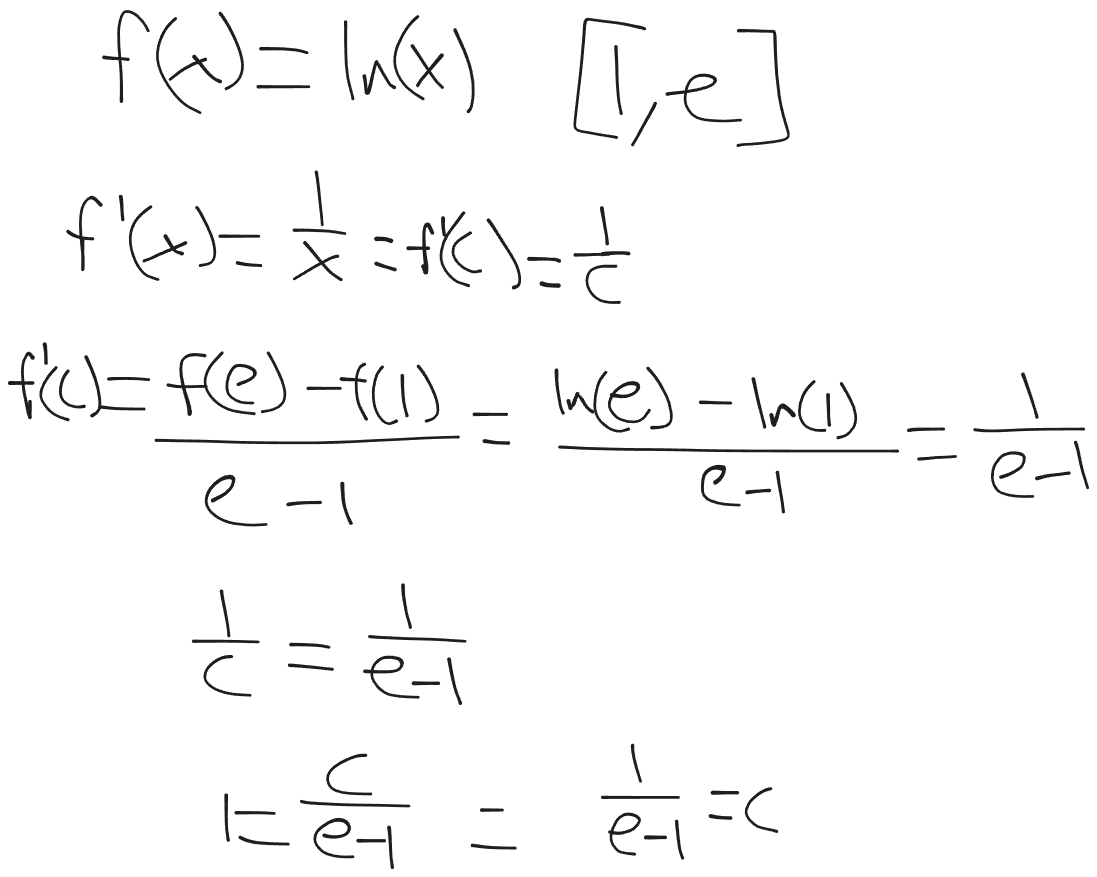 f(x) = ln(x) [1, e]
f'(x) = 1/x = f'(c) = 1/c
f'(c) = (f(e) - f(1))/(e - 1) = (ln(e) - ln(1))/(e-1) = 1/(e-1)
1/c = 1/(e-1)
1 = c/(e-1) = 1/(e-1) = c